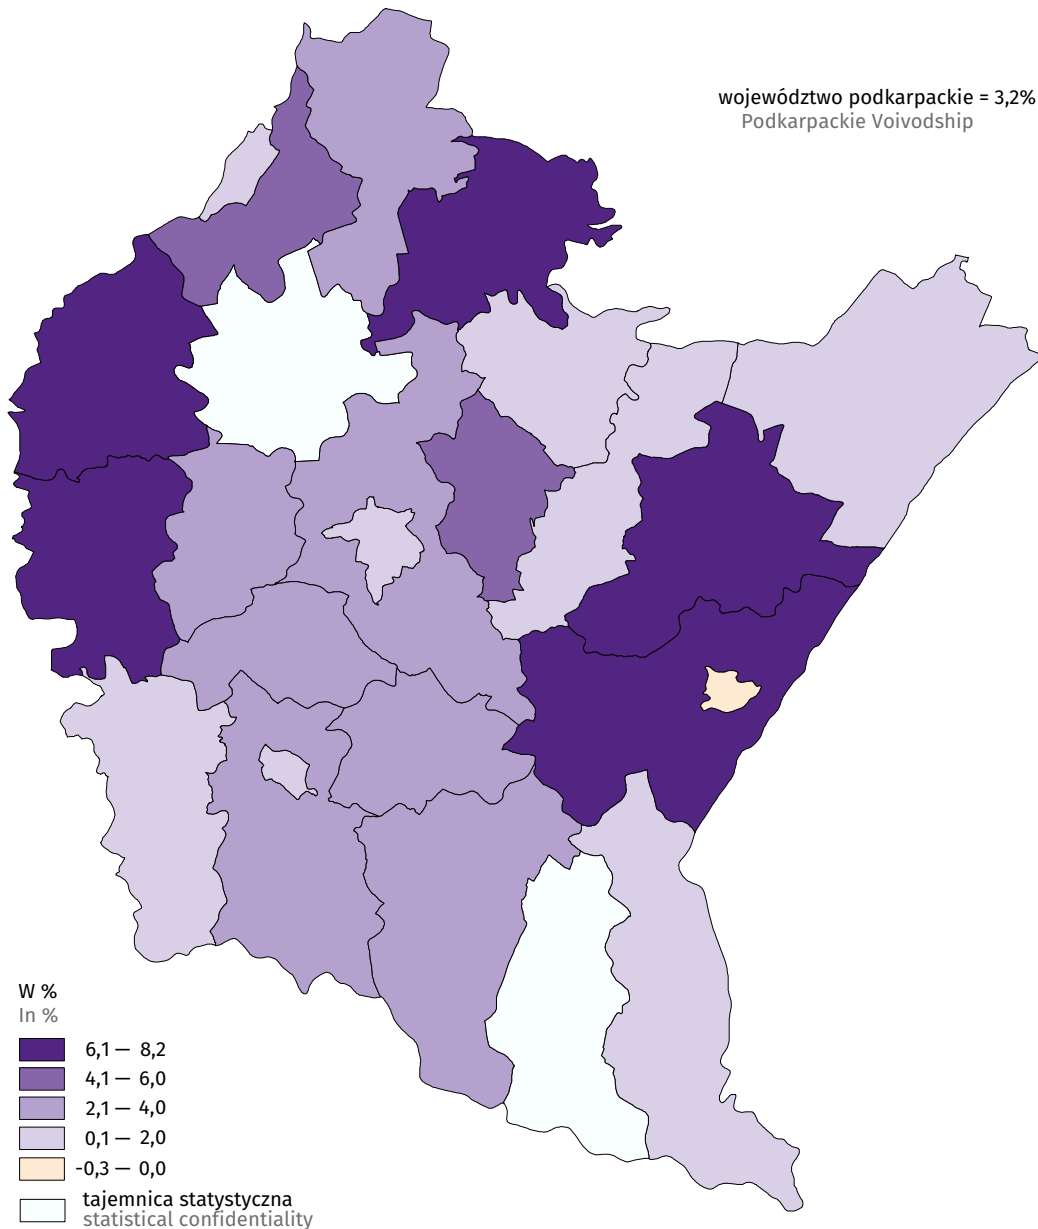 województwo podkarpackie = 3,2%
Podkarpackie Voivodship
W %
In %
6,1 — 8,2
4,1 — 6,0
2,1 — 4,0
0,1 — 2,0
-0,3 — 0,0
tajemnica statystyczna
statistical confidentiality